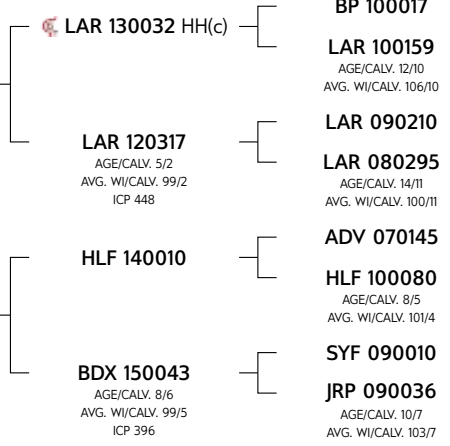 LAR 130032 HH(c)
BP 100017
LAR 100159
AGE/CALV. 12/10
AVG. WI/CALV. 106/10
LAR 120317
AGE/CALV. 5/2
AVG. WI/CALV. 99/2
ICP 448
LAR 090210
LAR 080295
AGE/CALV. 14/11
AVG. WI/CALV. 100/11
HLF 140010
ADV 070145
HLF 100080
AGE/CALV. 8/5
AVG. WI/CALV. 101/4
BDX 150043
AGE/CALV. 8/6
AVG. WI/CALV. 99/5
ICP 396
SYF 090010
JRP 090036
AGE/CALV. 10/7
AVG. WI/CALV. 103/7